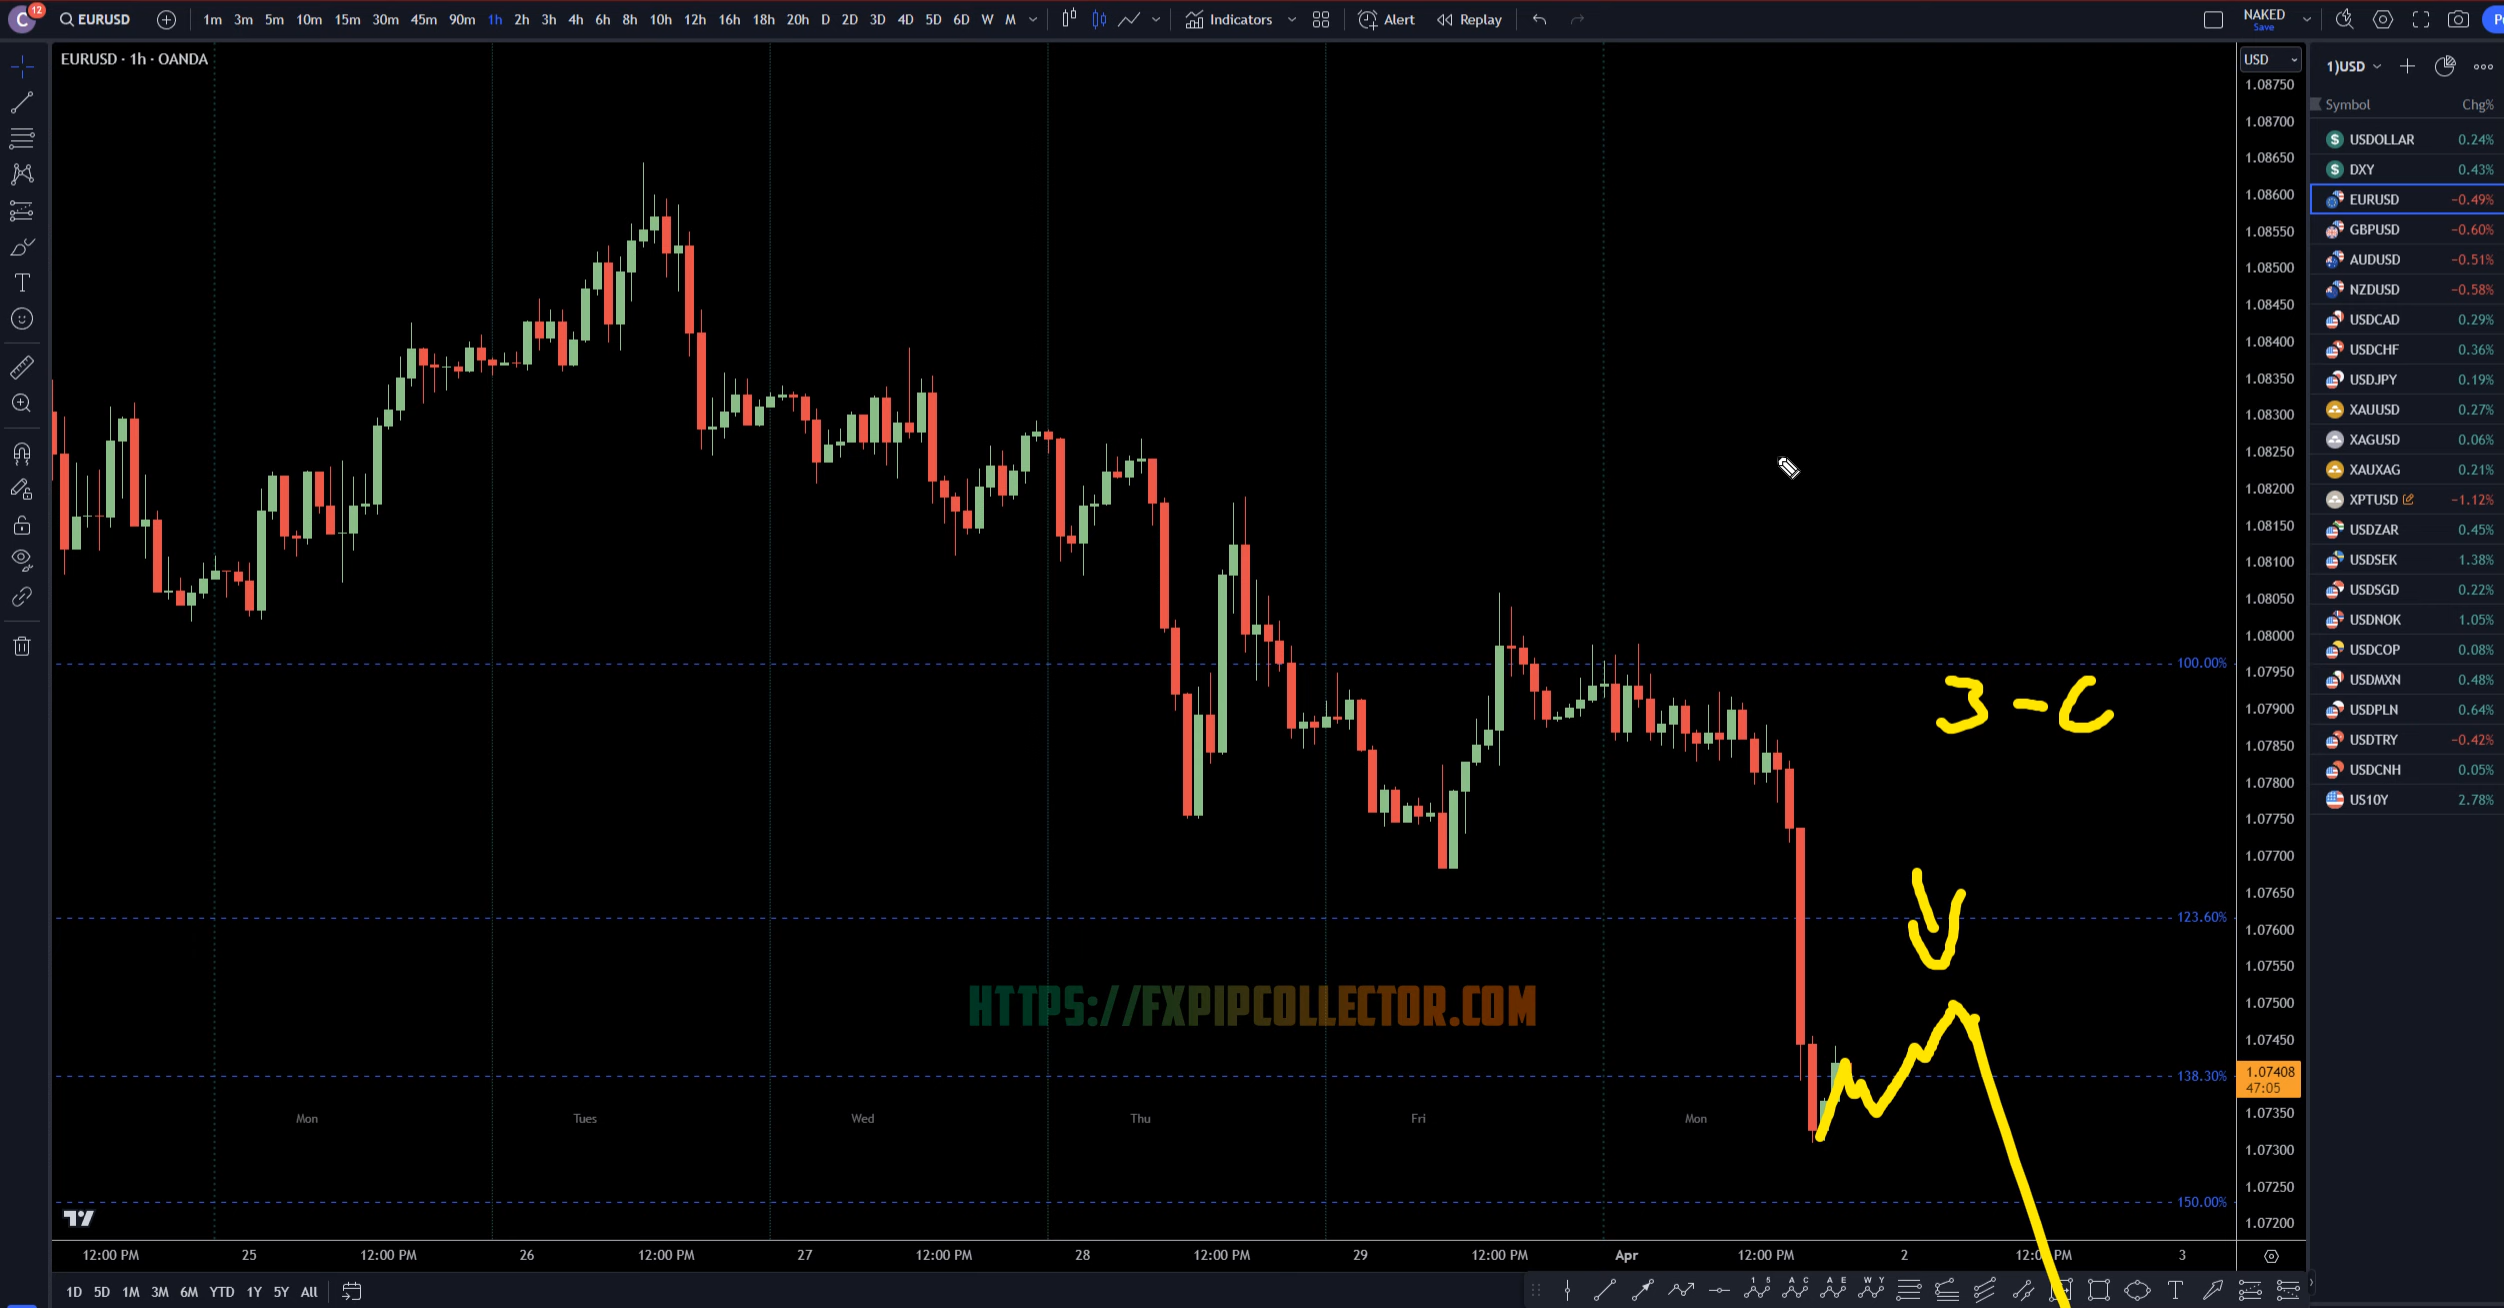 C 12 EURUSD 1m 3m 5m 10m 15m 30m 45m 90m 1h 2h 3h 4h 6h 8h 10h 12h 16h 18h 20h D 2D 3D 4D 5D 6D W M Indicators Alert Replay NAKED
Save
EURUSD · 1h · OANDA
USD
1)USD
Symbol Chg%
USDOLLAR 0.24%
DXY 0.43%
EURUSD −0.49%
GBPUSD −0.60%
AUDUSD −0.51%
NZDUSD −0.58%
USDCAD 0.29%
USDCHF 0.36%
USDJPY 0.19%
XAUUSD 0.27%
XAGUSD 0.06%
XAUXAG 0.21%
XPTUSD −1.12%
USDZAR 0.45%
USDSEK 1.38%
USDSGD 0.22%
USDNOK 1.05%
USDCOP 0.08%
USDMXN 0.48%
USDPLN 0.64%
USDTRY −0.42%
USDCNH 0.05%
US10Y 2.78%
1.08750
1.08700
1.08650
1.08600
1.08550
1.08500
1.08450
1.08400
1.08350
1.08300
1.08250
1.08200
1.08150
1.08100
1.08050
1.08000
1.07950
1.07900
1.07850
1.07800
1.07750
1.07700
1.07650
1.07600
1.07550
1.07500
1.07450
1.07408
47:05
1.07350
1.07300
1.07250
1.07200
100.00%
3-C
123.60%
138.30%
150.00%
HTTPS://FXPIPCOLLECTOR.COM
Mon Tues Wed Thu Fri Mon
12:00 PM 25 12:00 PM 26 12:00 PM 27 12:00 PM 28 12:00 PM 29 12:00 PM Apr 12:00 PM 2 12:00 PM 3
1D 5D 1M 3M 6M YTD 1Y 5Y All